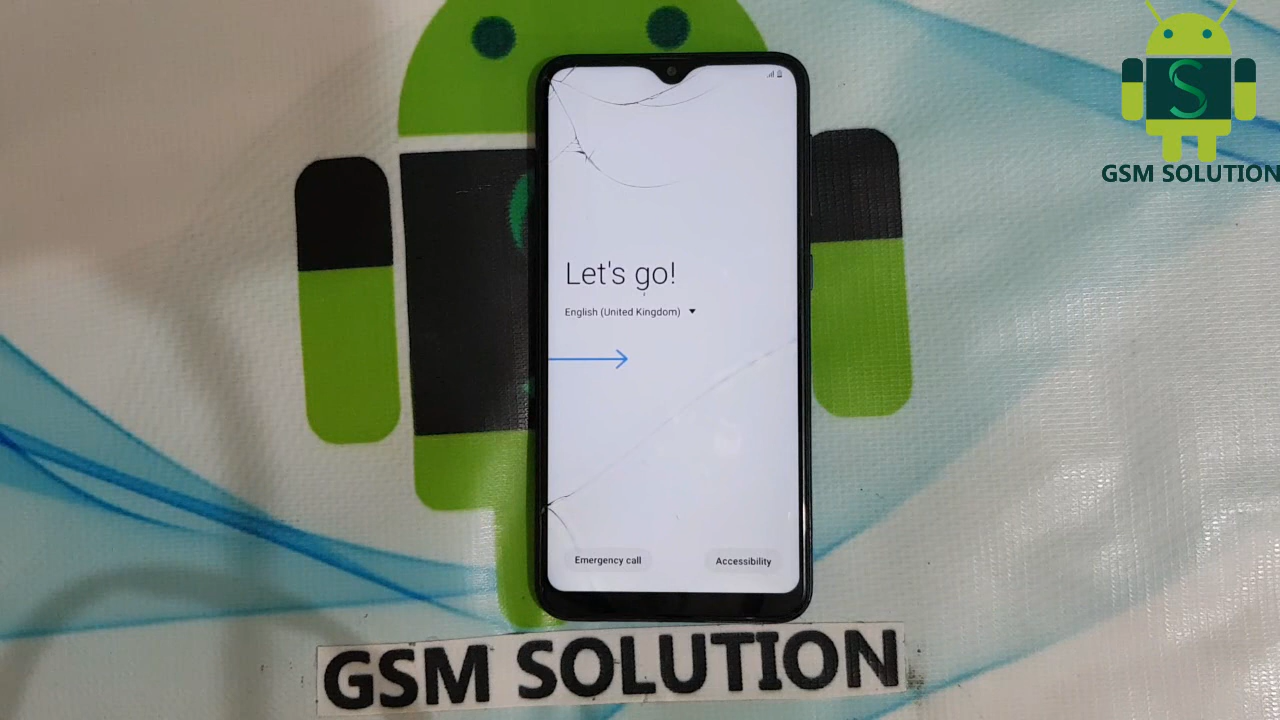 GSM SOLUTION
Let's go!
English (United Kingdom)
Emergency call
Accessibility
GSM SOLUTION